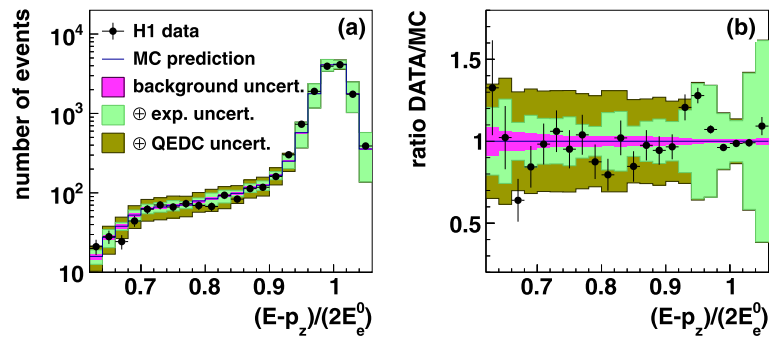 (a)
H1 data
MC prediction
background uncert.
⊕ exp. uncert.
⊕ QEDC uncert.
number of events
10⁴
10³
10²
10
0.7 0.8 0.9 1
(E-p_z)/(2E_e^0)
(b)
ratio DATA/MC
1.5
1
0.5
0.7 0.8 0.9 1
(E-p_z)/(2E_e^0)